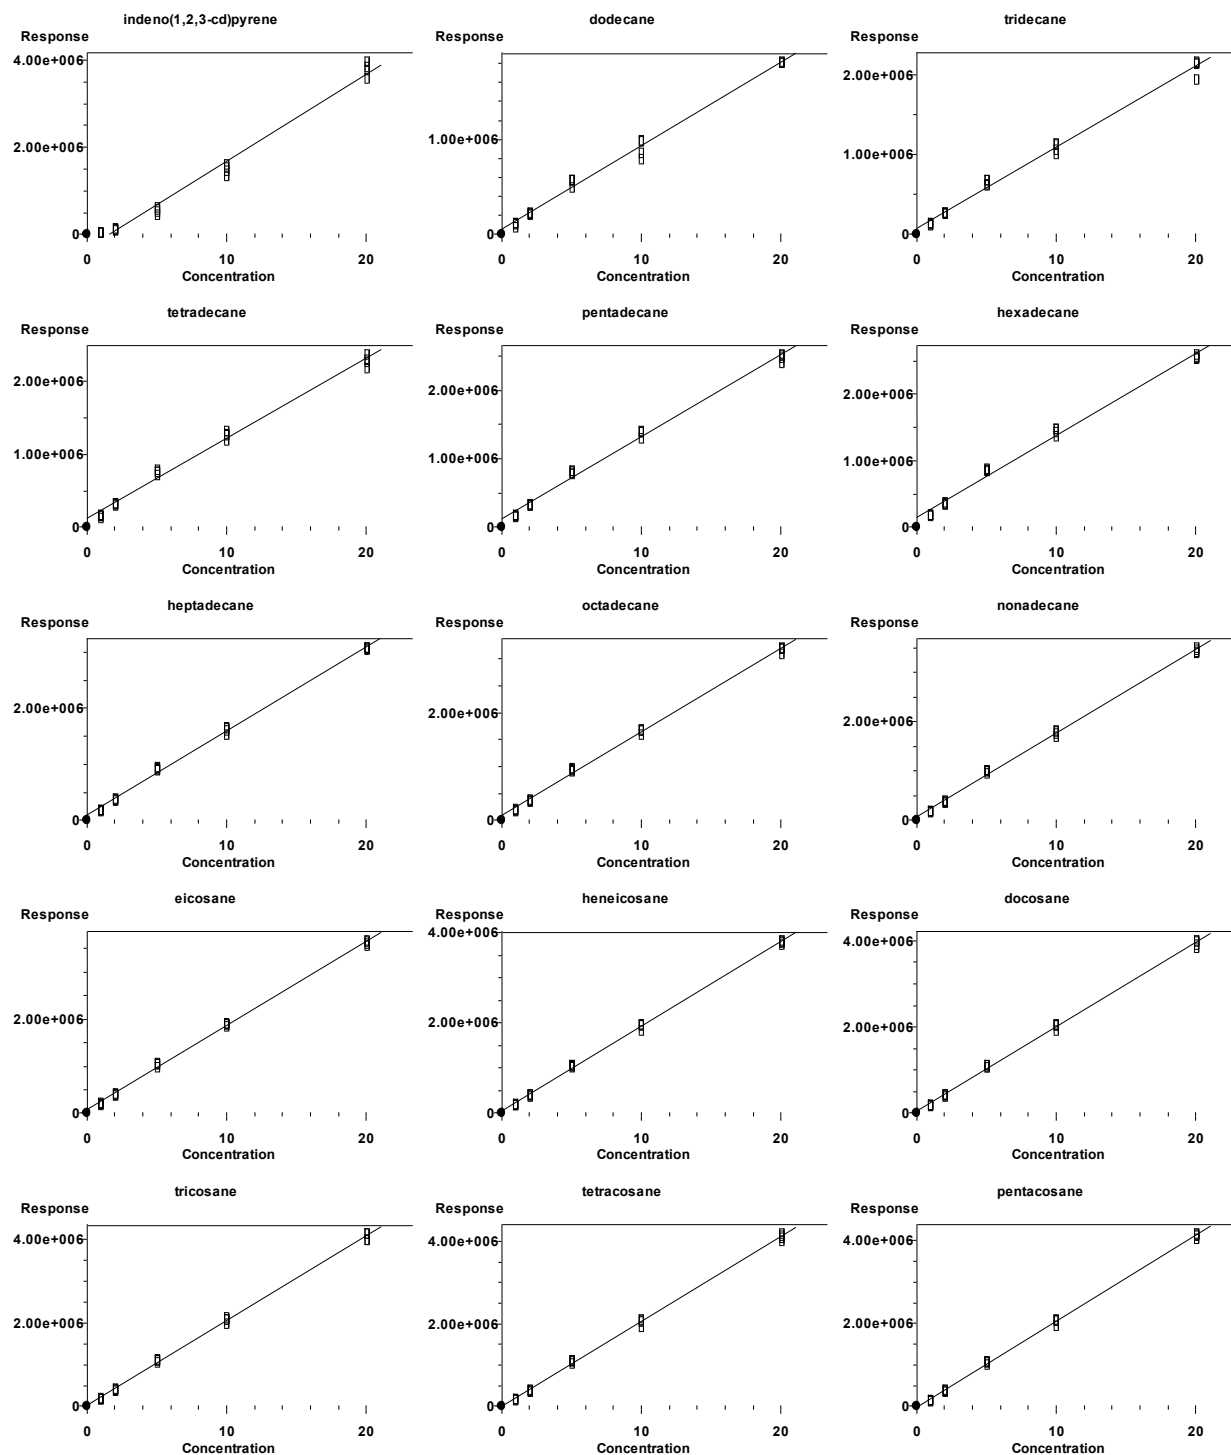 indeno(1,2,3-cd)pyrene
Response
4.00e+006
2.00e+006
0
0 10 20
Concentration
dodecane
Response
1.00e+006
0
0 10 20
Concentration
tridecane
Response
2.00e+006
1.00e+006
0
0 10 20
Concentration
tetradecane
Response
2.00e+006
1.00e+006
0
0 10 20
Concentration
pentadecane
Response
2.00e+006
1.00e+006
0
0 10 20
Concentration
hexadecane
Response
2.00e+006
1.00e+006
0
0 10 20
Concentration
heptadecane
Response
2.00e+006
0
0 10 20
Concentration
octadecane
Response
2.00e+006
0
0 10 20
Concentration
nonadecane
Response
2.00e+006
0
0 10 20
Concentration
eicosane
Response
2.00e+006
0
0 10 20
Concentration
heneicosane
Response
4.00e+006
2.00e+006
0
0 10 20
Concentration
docosane
Response
4.00e+006
2.00e+006
0
0 10 20
Concentration
tricosane
Response
4.00e+006
2.00e+006
0
0 10 20
Concentration
tetracosane
Response
4.00e+006
2.00e+006
0
0 10 20
Concentration
pentacosane
Response
4.00e+006
2.00e+006
0
0 10 20
Concentration